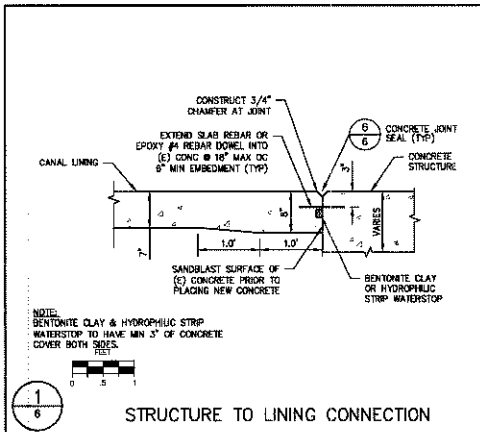 CONSTRUCT 3/4"
CHAMFER AT JOINT
EXTEND SLAB REBAR OR
EPOXY #4 REBAR DOWEL INTO
(E) CONC @ 18" MAX OC
6" MIN EMBEDMENT (TYP)
6
6
CONCRETE JOINT
SEAL (TYP)
CANAL LINING
3"
CONCRETE
STRUCTURE
7"
8"
VARIES
1.0'
1.0'
SANDBLAST SURFACE OF
(E) CONCRETE PRIOR TO
PLACING NEW CONCRETE
BENTONITE CLAY
OR HYDROPHILIC
STRIP WATERSTOP
NOTE:
BENTONITE CLAY & HYDROPHILIC STRIP
WATERSTOP TO HAVE MIN 3" OF CONCRETE
COVER BOTH SIDES.
FEET
0 .5 1
1
6
STRUCTURE TO LINING CONNECTION